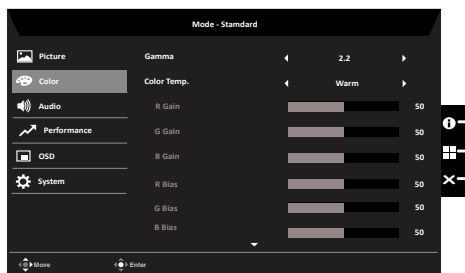 Mode - Standard
Picture
Gamma 2.2
Color
Color Temp. Warm
Audio
R Gain 50
Performance
G Gain 50
OSD
B Gain 50
System
R Bias 50
G Bias 50
B Bias 50
Move Enter